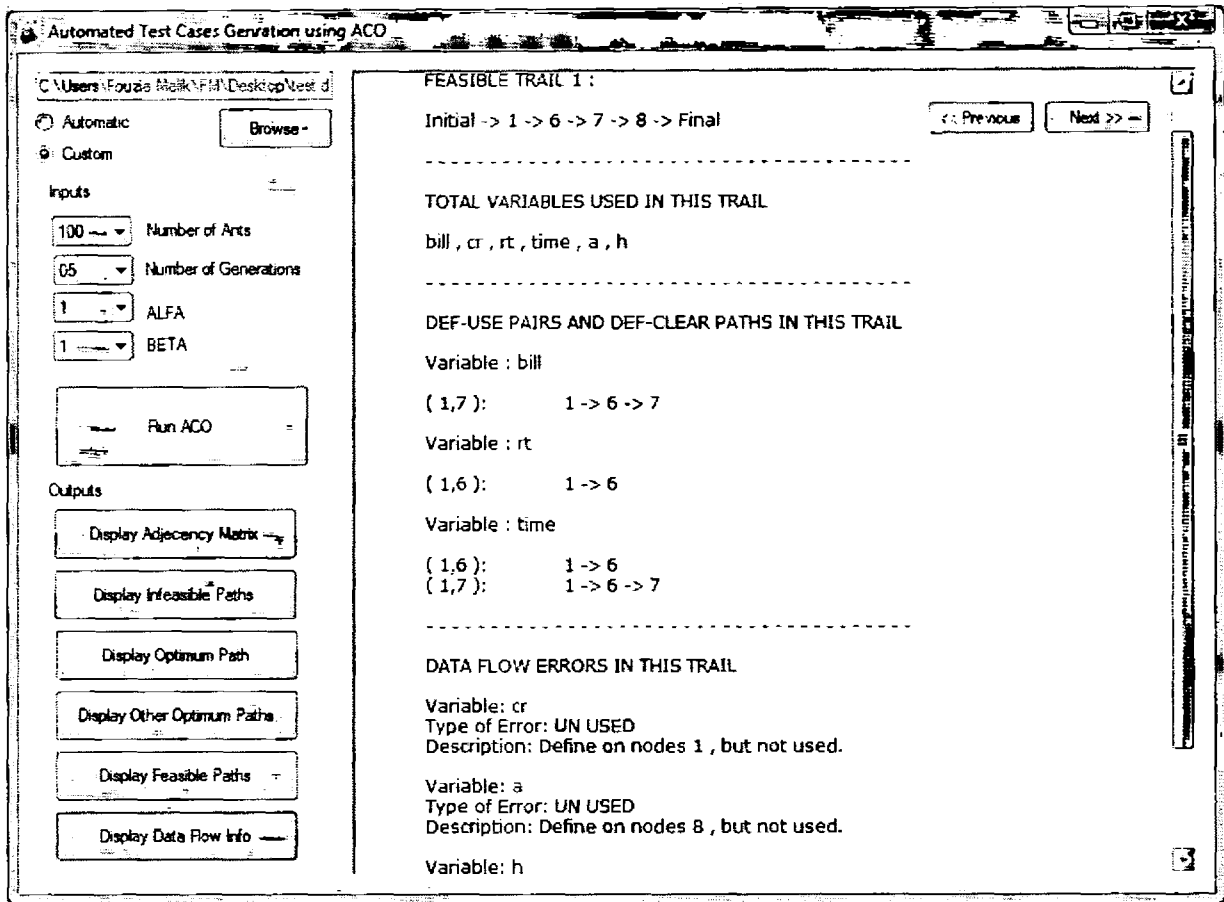 Automated Test Cases Genration using ACO
C:\Users\Fouzia Malik\FM\Desktop\test d
Automatic
Browse
Custom
Inputs
100
Number of Ants
05
Number of Generations
1
ALFA
1
BETA
Run ACO
Outputs
Display Adjecency Matrix
Display Infeasible Paths
Display Optimum Path
Display Other Optimum Paths
Display Feasible Paths
Display Data Flow Info
FEASIBLE TRAIL 1 :
Initial -> 1 -> 6 -> 7 -> 8 -> Final
<< Previous
Next >>
TOTAL VARIABLES USED IN THIS TRAIL
bill , cr , rt , time , a , h
DEF-USE PAIRS AND DEF-CLEAR PATHS IN THIS TRAIL
Variable : bill
( 1,7 ): 1 -> 6 -> 7
Variable : rt
( 1,6 ): 1 -> 6
Variable : time
( 1,6 ): 1 -> 6
( 1,7 ): 1 -> 6 -> 7
DATA FLOW ERRORS IN THIS TRAIL
Variable: cr
Type of Error: UN USED
Description: Define on nodes 1 , but not used.
Variable: a
Type of Error: UN USED
Description: Define on nodes 8 , but not used.
Variable: h